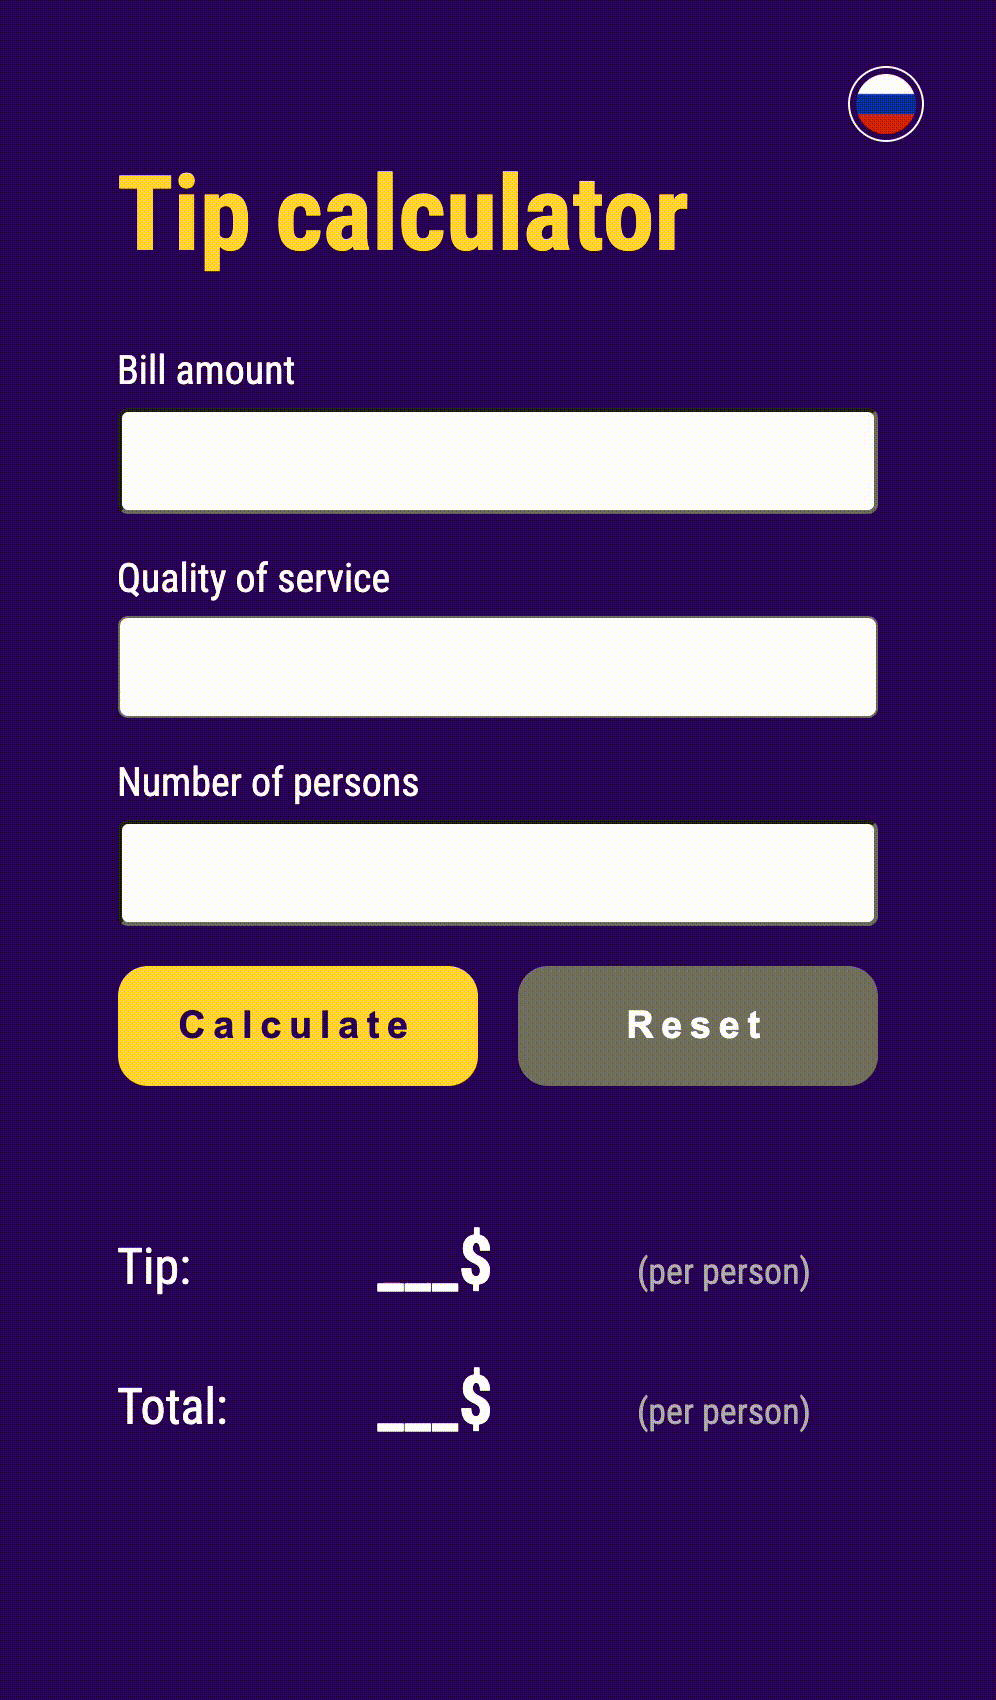 Tip calculator
Bill amount
Quality of service
Number of persons
Calculate Reset
Tip: ___$ (per person)
Total: ___$ (per person)